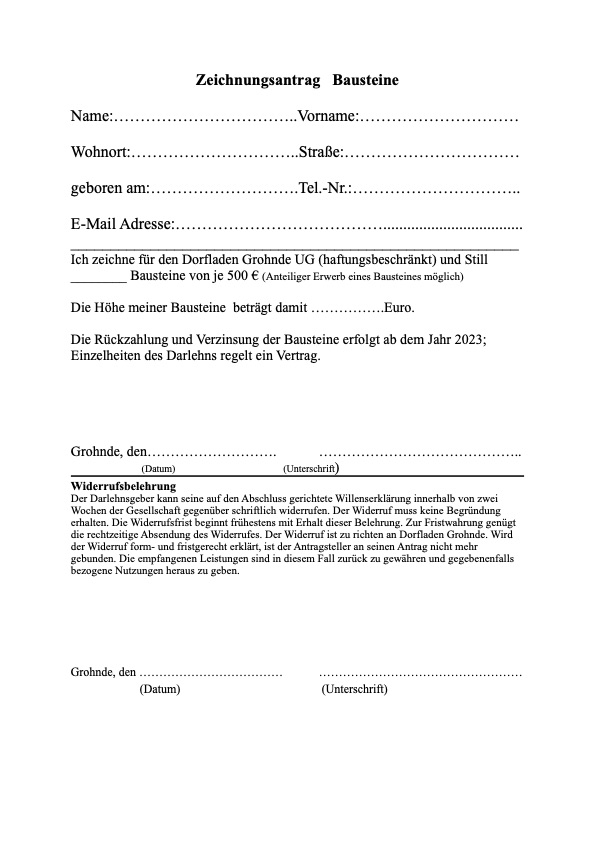 Zeichnungsantrag Bausteine
Name:……………………………..Vorname:…………………………
Wohnort:…………………………..Straße:……………………………
geboren am:……………………….Tel.-Nr.:…………………………..
E-Mail Adresse:…………………………………..................................
Ich zeichne für den Dorfladen Grohnde UG (haftungsbeschränkt) und Still
________ Bausteine von je 500 € (Anteiliger Erwerb eines Bausteines möglich)
Die Höhe meiner Bausteine beträgt damit …………….Euro.
Die Rückzahlung und Verzinsung der Bausteine erfolgt ab dem Jahr 2023;
Einzelheiten des Darlehns regelt ein Vertrag.
Grohnde, den………………………. ……………………………………..
(Datum) (Unterschrift)
Widerrufsbelehrung
Der Darlehnsgeber kann seine auf den Abschluss gerichtete Willenserklärung innerhalb von zwei
Wochen der Gesellschaft gegenüber schriftlich widerrufen. Der Widerruf muss keine Begründung
erhalten. Die Widerrufsfrist beginnt frühestens mit Erhalt dieser Belehrung. Zur Fristwahrung genügt
die rechtzeitige Absendung des Widerrufes. Der Widerruf ist zu richten an Dorfladen Grohnde. Wird
der Widerruf form- und fristgerecht erklärt, ist der Antragsteller an seinen Antrag nicht mehr
gebunden. Die empfangenen Leistungen sind in diesem Fall zurück zu gewähren und gegebenenfalls
bezogene Nutzungen heraus zu geben.
Grohnde, den ……………………………… ……………………………………………
(Datum) (Unterschrift)